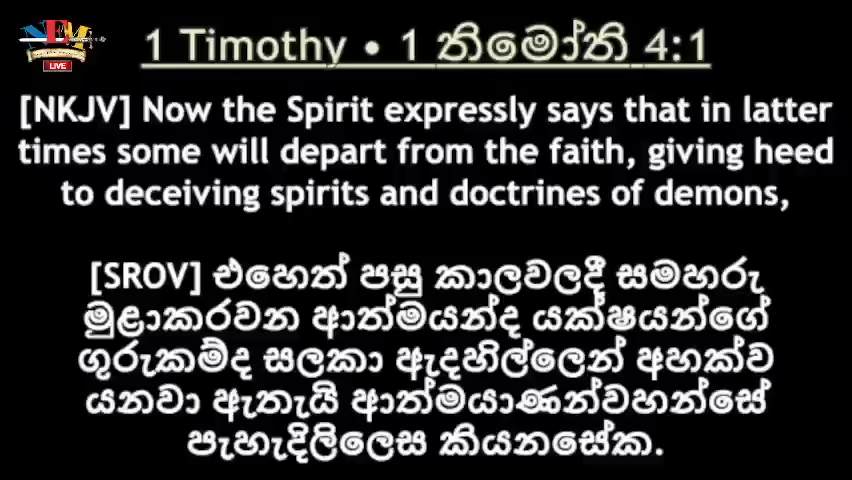 1 Timothy • 1 තිමෝති 4:1
[NKJV] Now the Spirit expressly says that in latter
times some will depart from the faith, giving heed
to deceiving spirits and doctrines of demons,
[SROV] එහෙත් පසු කාලවලදී සමහරු
මුළාකරවන ආත්මයන්ද යක්ෂයන්ගේ
ගුරුකම්ද සලකා ඇදහිල්ලෙන් අහක්ව
යනවා ඇතැයි ආත්මයාණන්වහන්සේ
පැහැදිලිලෙස කියනසේක.
LIVE